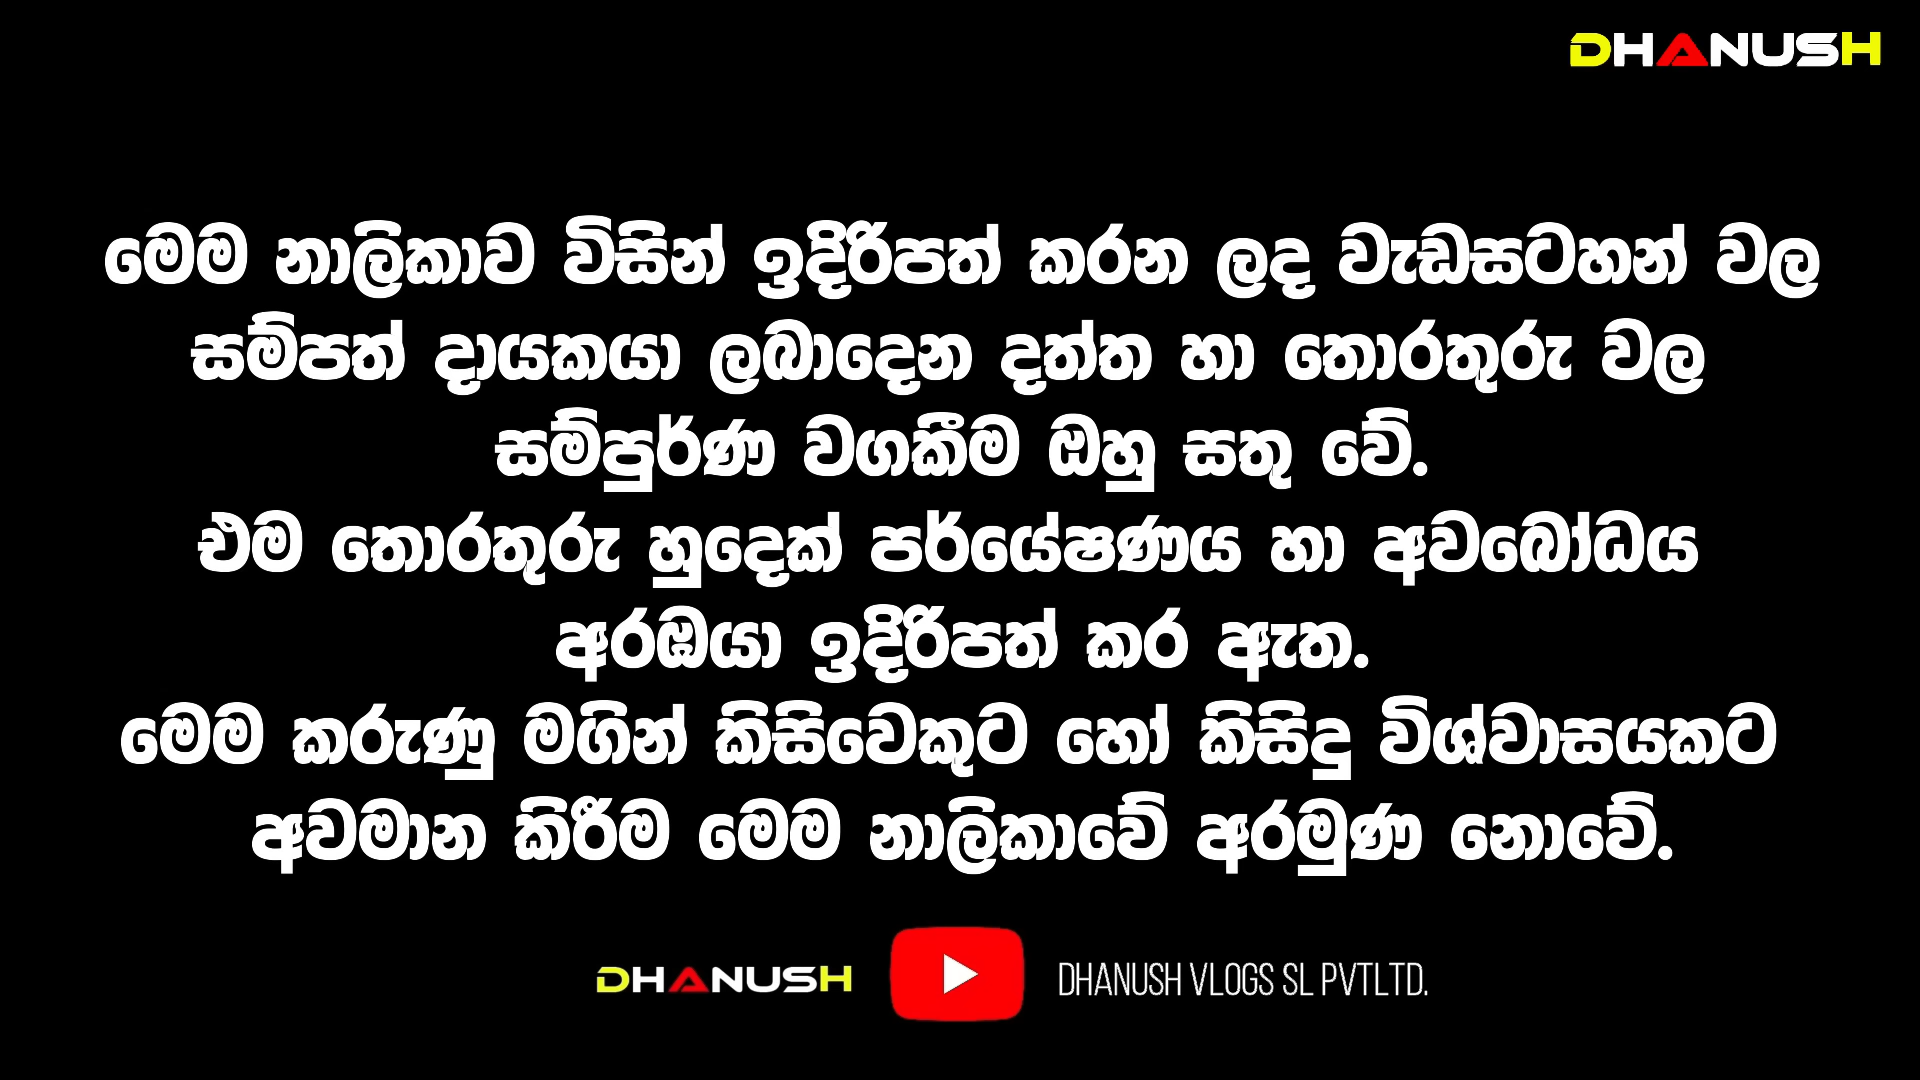 DHANUSH
මෙම නාලිකාව විසින් ඉදිරිපත් කරන ලද වැඩසටහන් වල
සම්පත් දායකයා ලබාදෙන දත්ත හා තොරතුරු වල
සම්පුර්ණ වගකීම ඔහු සතු වේ.
එම තොරතුරු හුදෙක් පර්යේෂණය හා අවබෝධය
අරඹයා ඉදිරිපත් කර ඇත.
මෙම කරුණු මගින් කිසිවෙකුට හෝ කිසිදු විශ්වාසයකට
අවමාන කිරීම මෙම නාලිකාවේ අරමුණ නොවේ.
DHANUSH DHANUSH VLOGS SL PVTLTD.